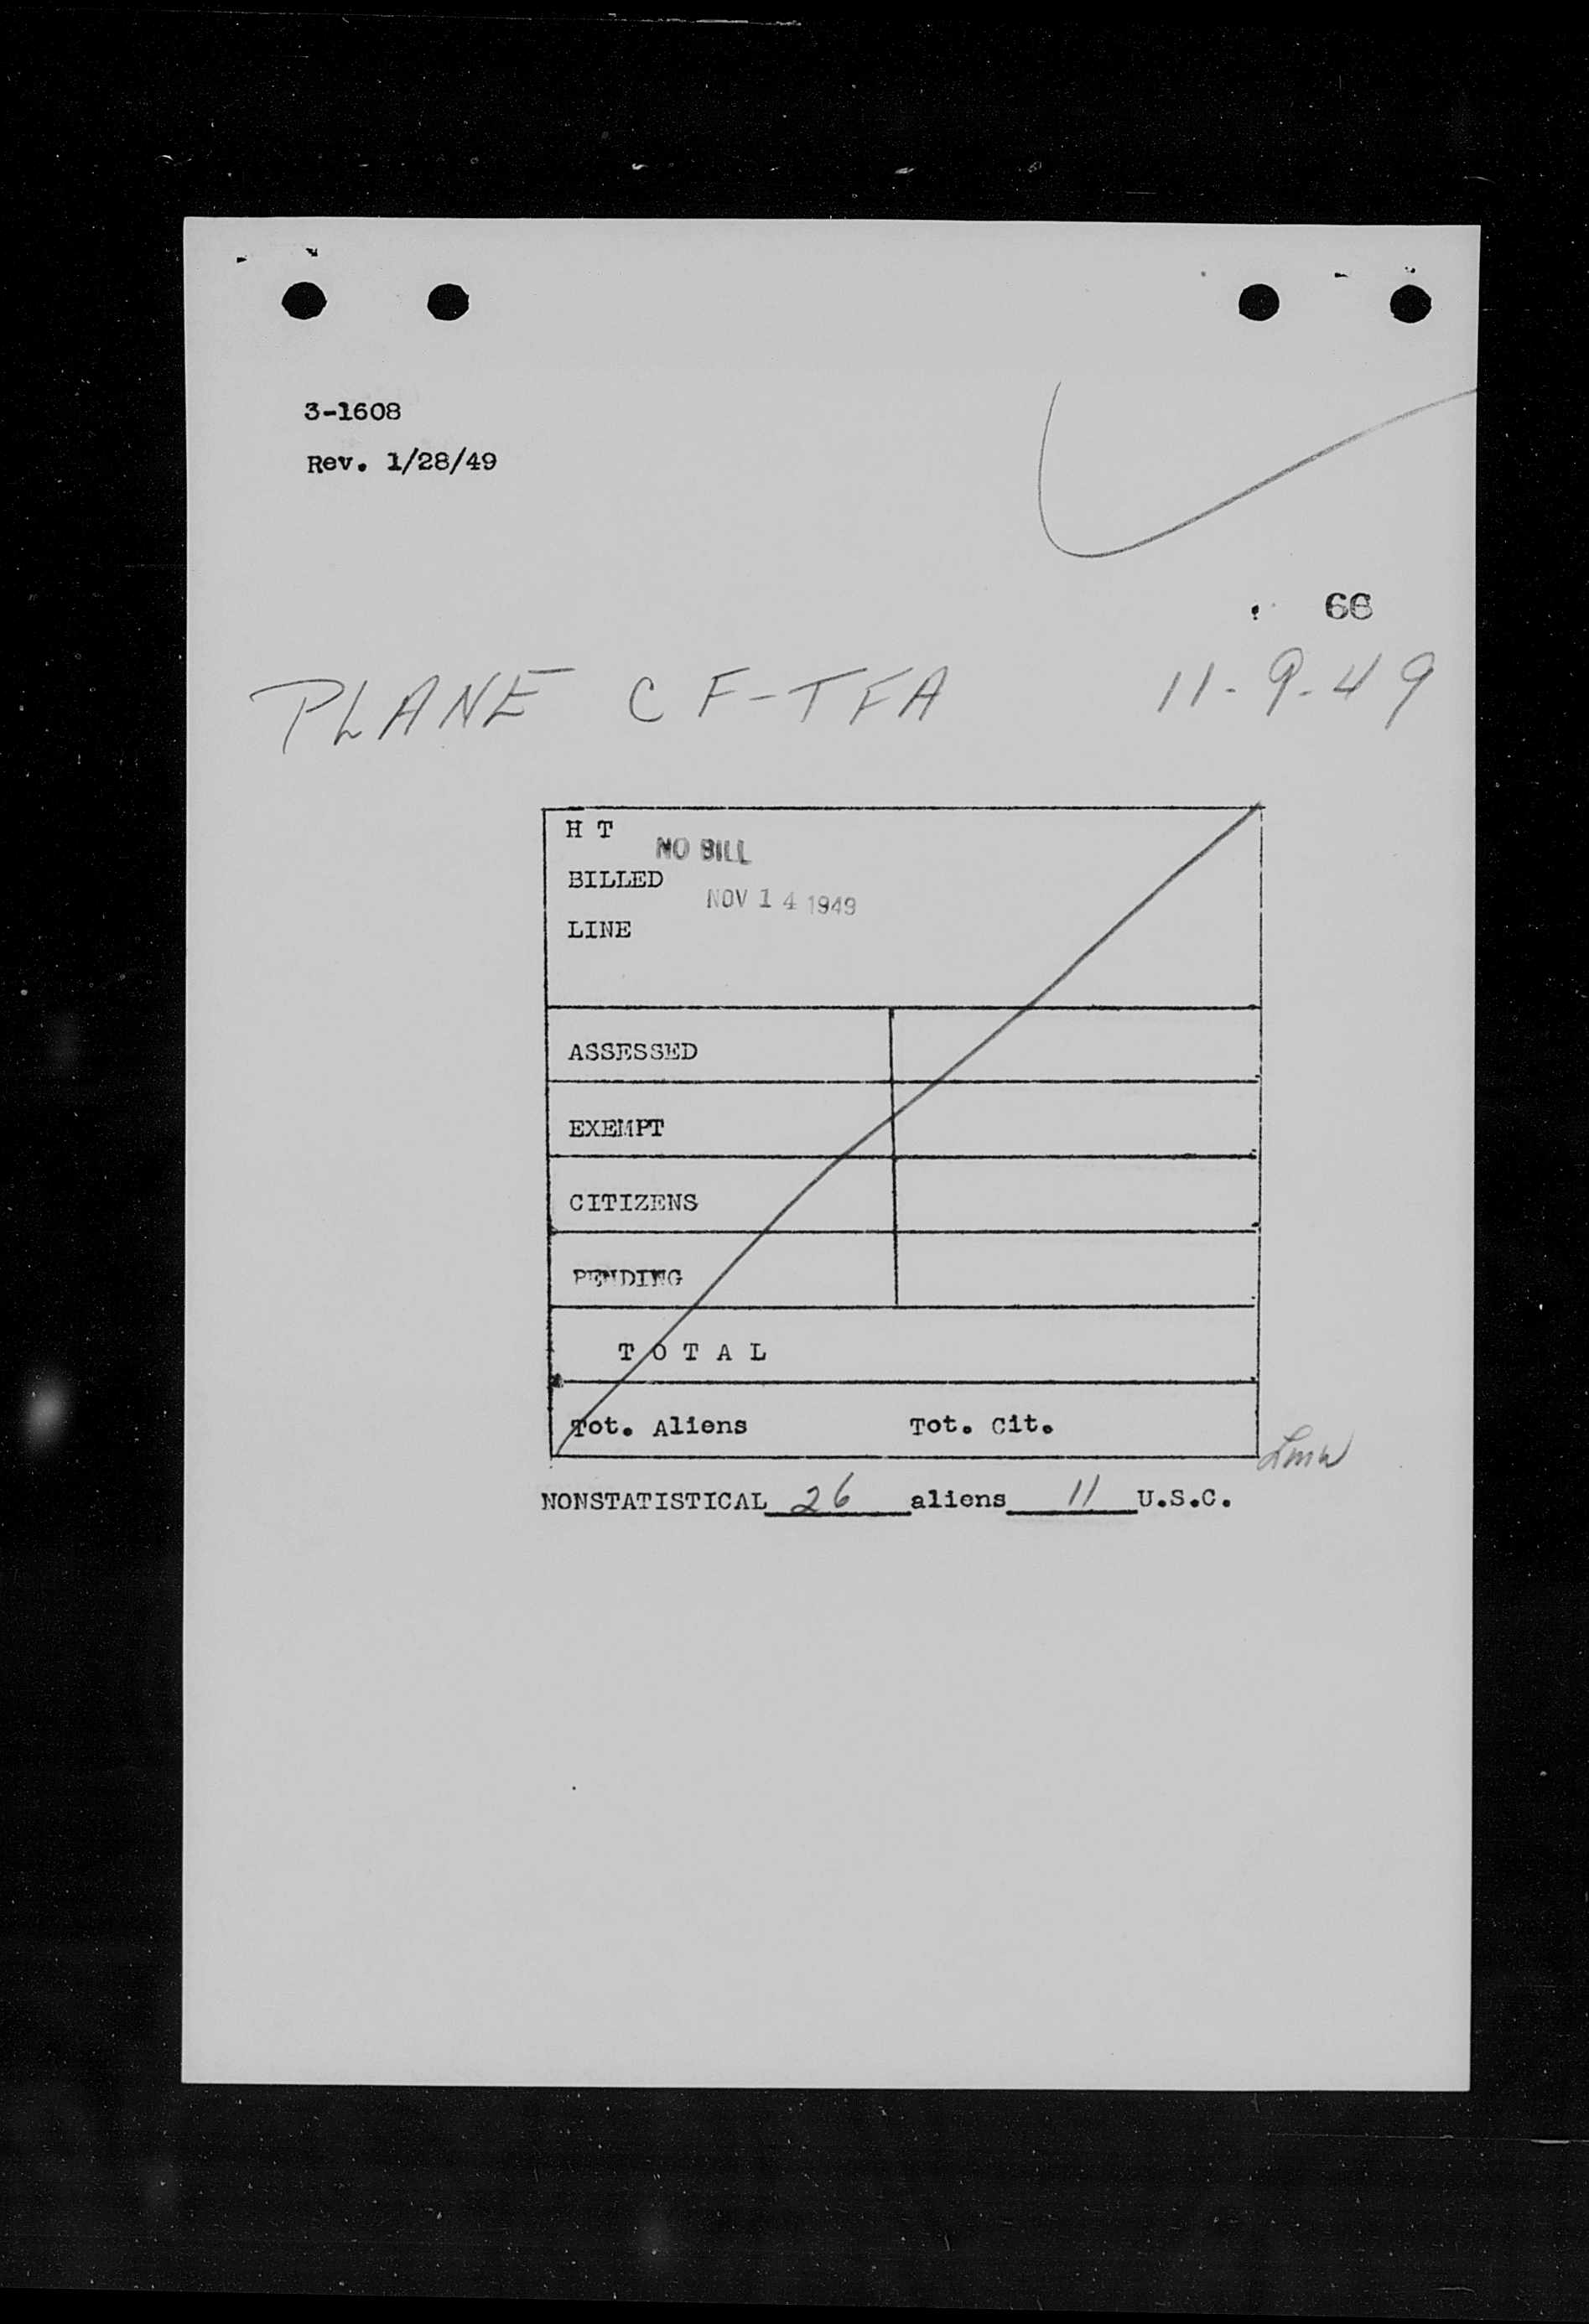 3-1608
Rev. 1/28/49
66
PLANE CF-TFA 11-9-49
H T
NO BILL
BILLED
NOV 14 1949
LINE
ASSESSED
EXEMPT
CITIZENS
PENDING
T O T A L
Tot. Aliens Tot. Cit.
Lmw
NONSTATISTICAL 26 aliens 11 U.S.C.